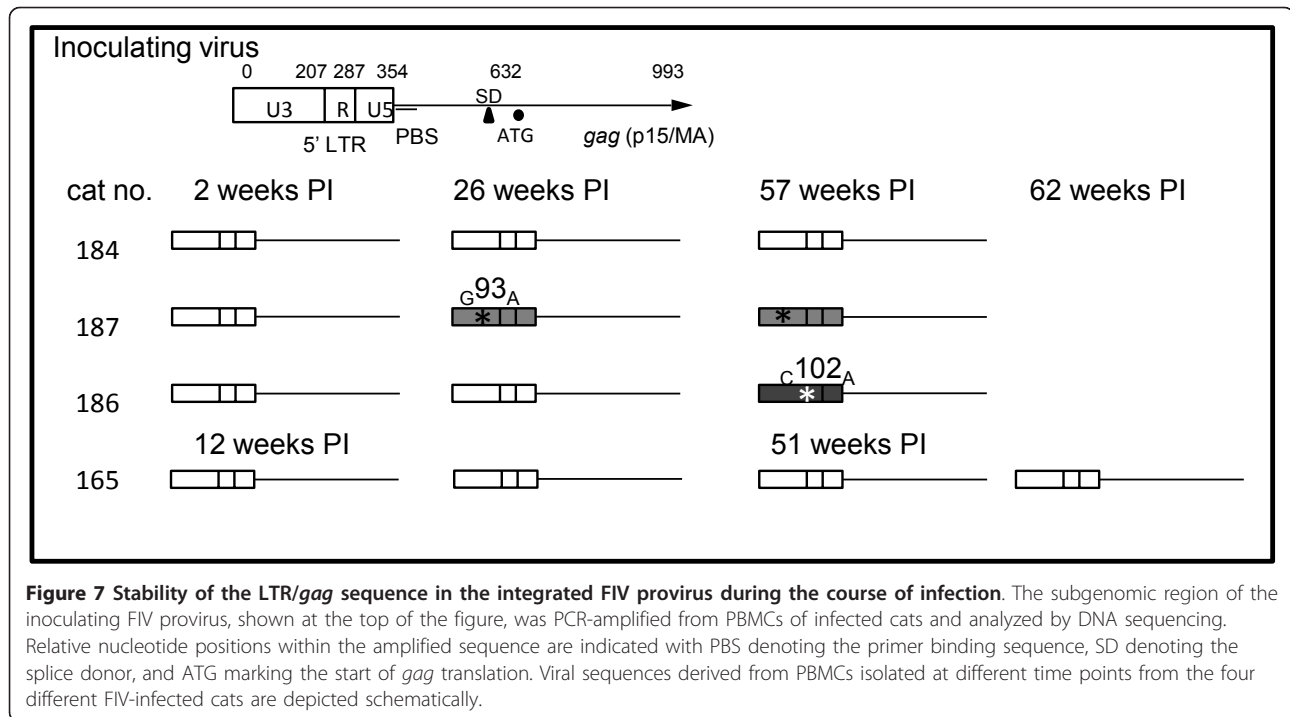 Inoculating virus
0 207 287 354 632 993
SD
U3 R U5
PBS ATG gag (p15/MA)
5' LTR
cat no. 2 weeks PI 26 weeks PI 57 weeks PI 62 weeks PI
184
G93A
187 * *
C102A
186 *
12 weeks PI 51 weeks PI
165
Figure 7 Stability of the LTR/gag sequence in the integrated FIV provirus during the course of infection. The subgenomic region of the
inoculating FIV provirus, shown at the top of the figure, was PCR-amplified from PBMCs of infected cats and analyzed by DNA sequencing.
Relative nucleotide positions within the amplified sequence are indicated with PBS denoting the primer binding sequence, SD denoting the
splice donor, and ATG marking the start of gag translation. Viral sequences derived from PBMCs isolated at different time points from the four
different FIV-infected cats are depicted schematically.